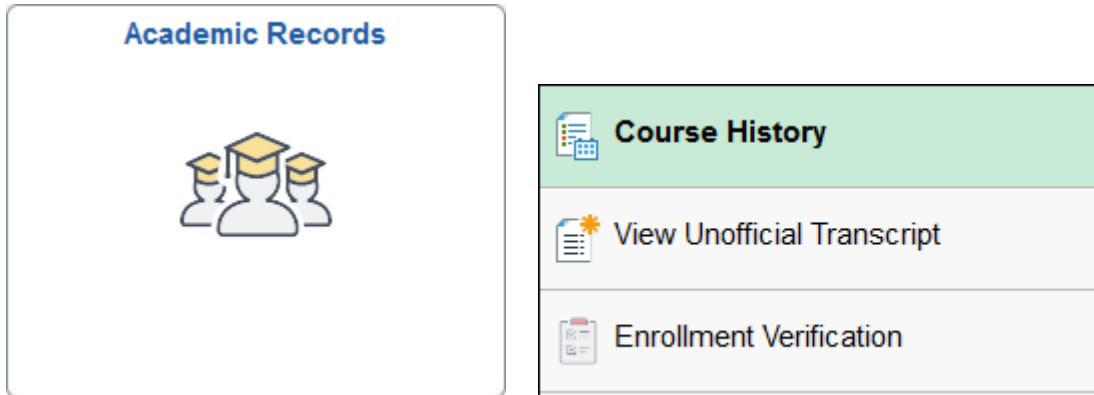 Academic Records
Course History
View Unofficial Transcript
Enrollment Verification